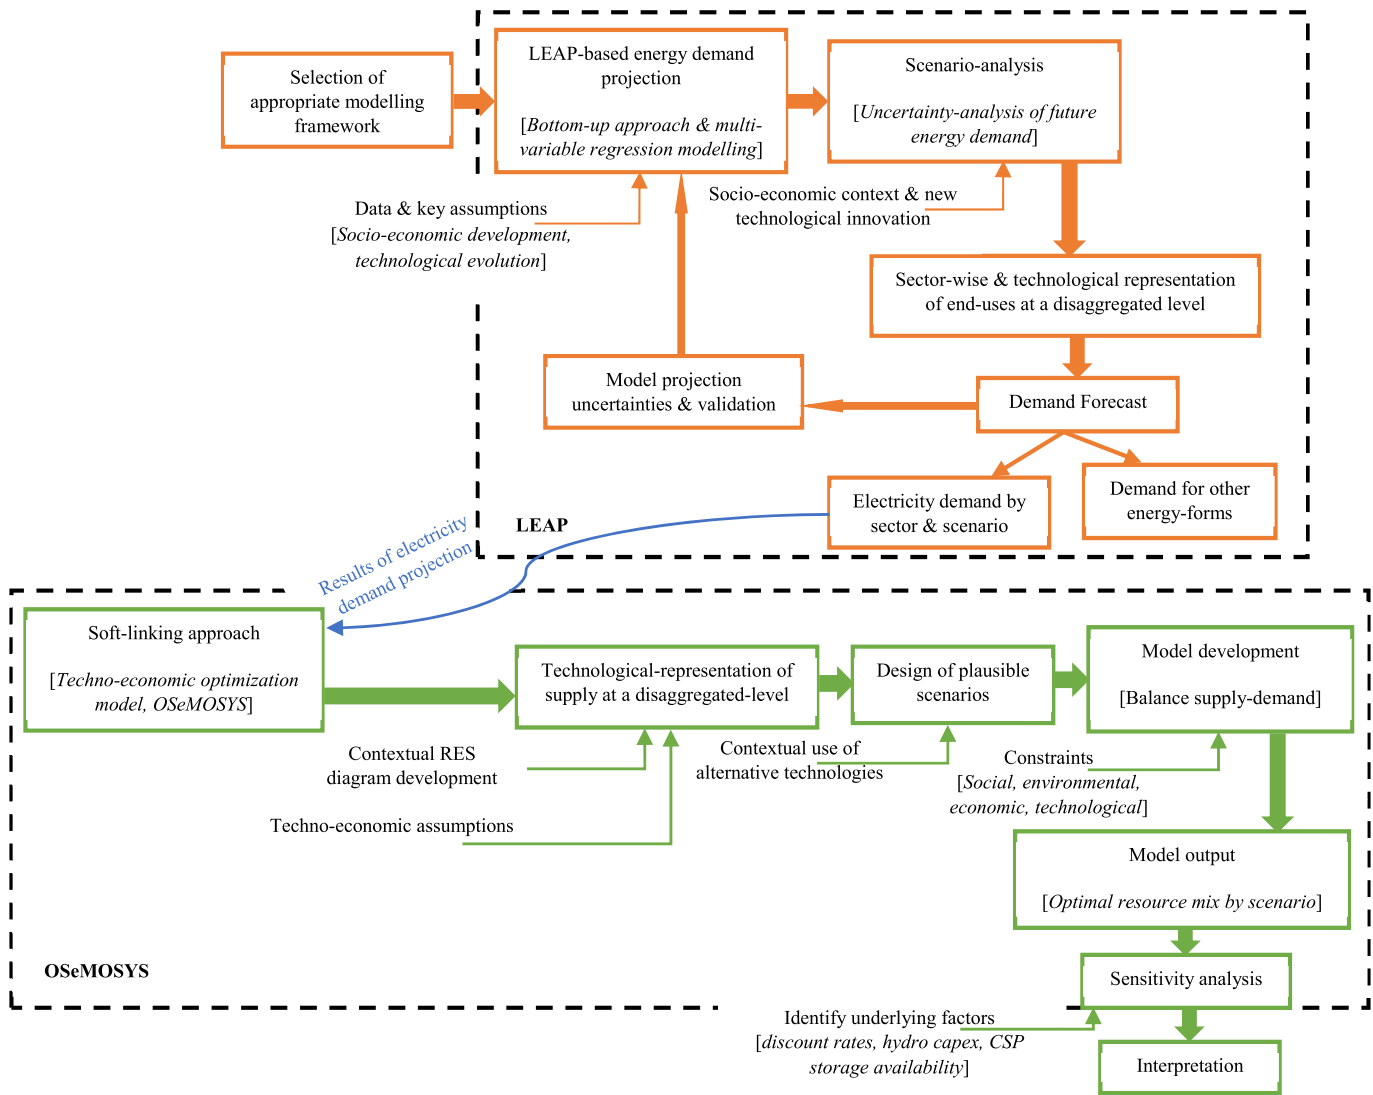 Selection of
appropriate modelling
framework
LEAP-based energy demand
projection
[Bottom-up approach & multi-
variable regression modelling]
Scenario-analysis
[Uncertainty-analysis of future
energy demand]
Data & key assumptions
[Socio-economic development,
technological evolution]
Socio-economic context & new
technological innovation
Sector-wise & technological representation
of end-uses at a disaggregated level
Model projection
uncertainties & validation
Demand Forecast
Electricity demand by
sector & scenario
Demand for other
energy-forms
LEAP
Results of electricity
demand projection
Soft-linking approach
[Techno-economic optimization
model, OSeMOSYS]
Technological-representation of
supply at a disaggregated-level
Design of plausible
scenarios
Model development
[Balance supply-demand]
Contextual RES
diagram development
Techno-economic assumptions
Contextual use of
alternative technologies
Constraints
[Social, environmental,
economic, technological]
Model output
[Optimal resource mix by scenario]
OSeMOSYS
Sensitivity analysis
Identify underlying factors
[discount rates, hydro capex, CSP
storage availability]
Interpretation